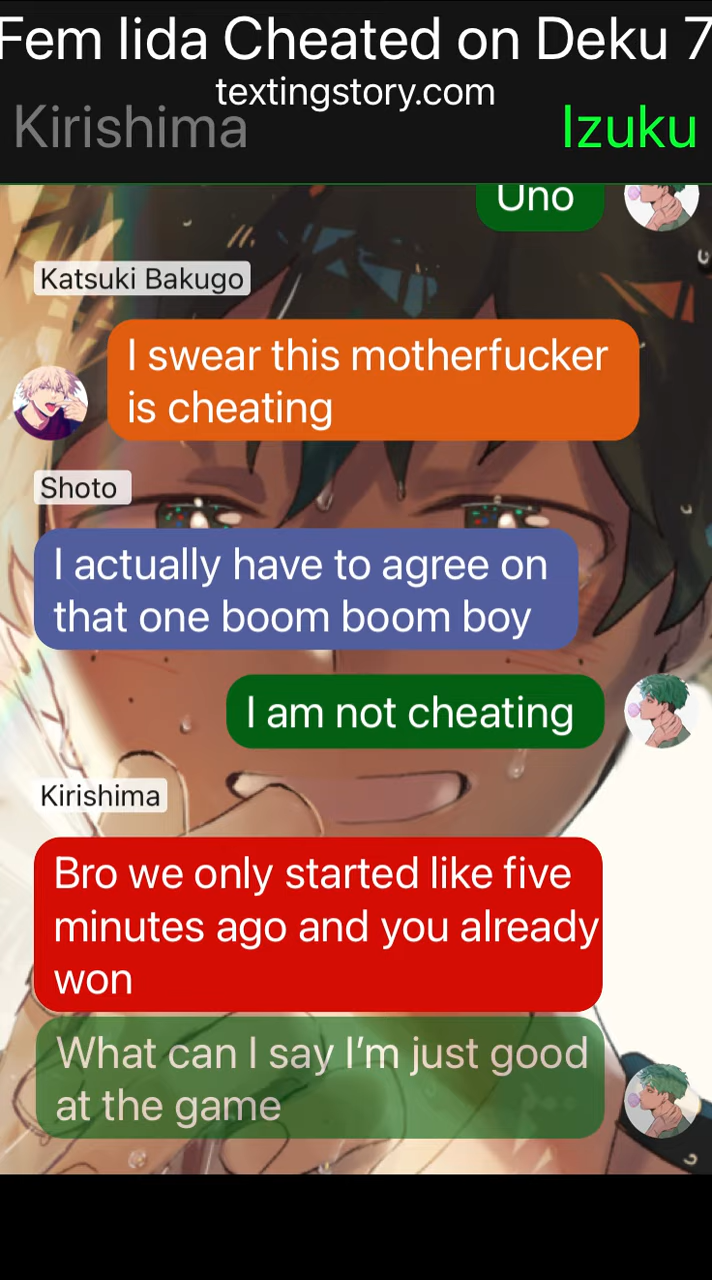 Fem Iida Cheated on Deku 7
textingstory.com
Kirishima
Izuku
Uno
Katsuki Bakugo
I swear this motherfucker
is cheating
Shoto
I actually have to agree on
that one boom boom boy
I am not cheating
Kirishima
Bro we only started like five
minutes ago and you already
won
What can I say I’m just good
at the game